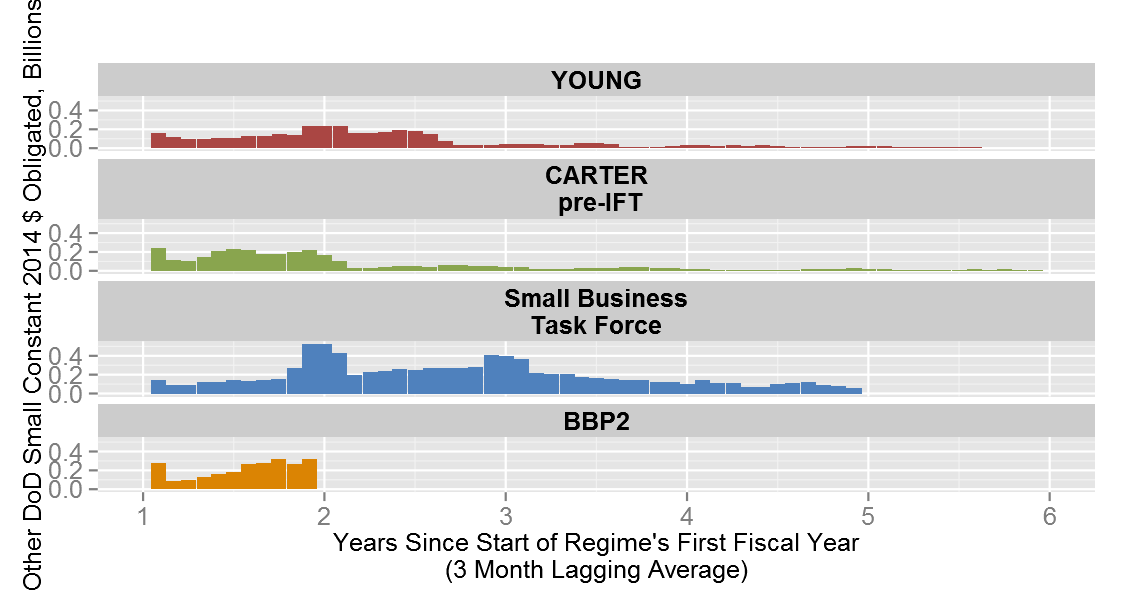 Other DoD Small Constant 2014 $ Obligated, Billions
YOUNG
0.4
0.2
0.0
CARTER
pre-IFT
0.4
0.2
0.0
Small Business
Task Force
0.4
0.2
0.0
BBP2
0.4
0.2
0.0
1 2 3 4 5 6
Years Since Start of Regime's First Fiscal Year
(3 Month Lagging Average)